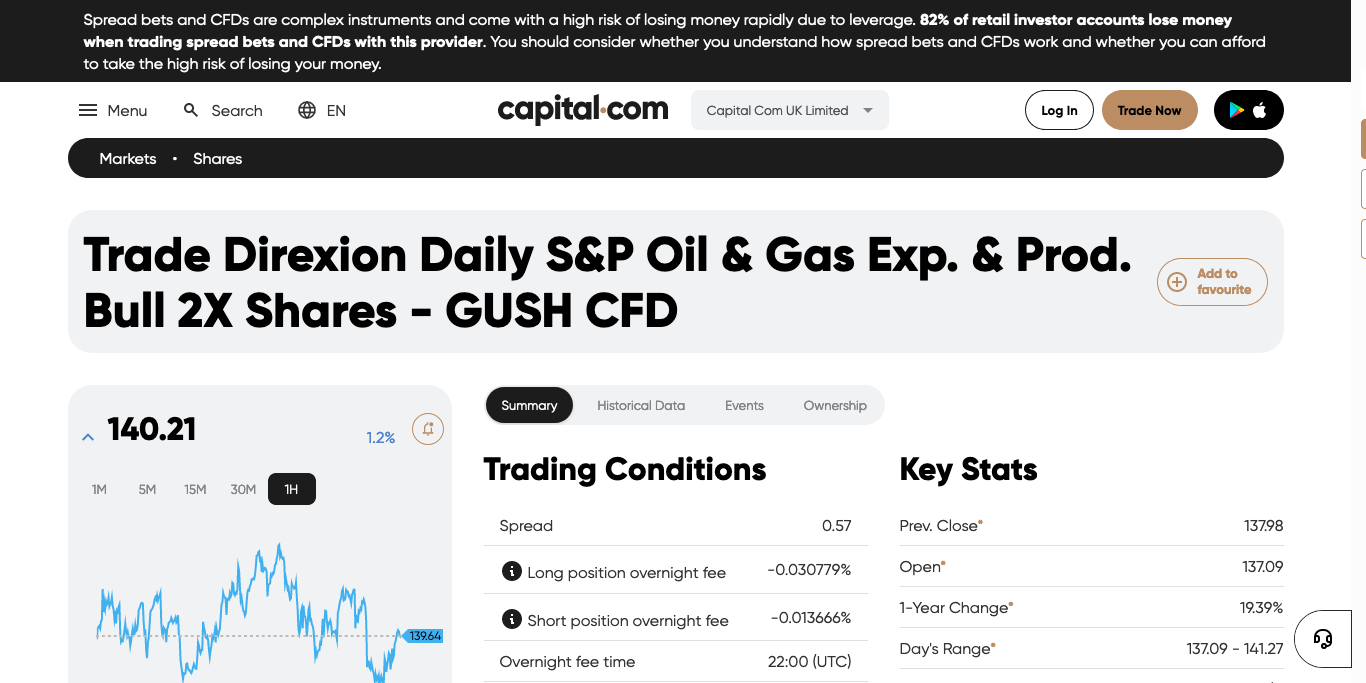 Spread bets and CFDs are complex instruments and come with a high risk of losing money rapidly due to leverage. 82% of retail investor accounts lose money
when trading spread bets and CFDs with this provider. You should consider whether you understand how spread bets and CFDs work and whether you can afford
to take the high risk of losing your money.
Menu Search EN capital.com Capital Com UK Limited Log In Trade Now
Markets • Shares
Trade Direxion Daily S&P Oil & Gas Exp. & Prod.
Bull 2X Shares - GUSH CFD
Add to
favourite
140.21
1.2%
1M 5M 15M 30M 1H
139.64
Summary Historical Data Events Ownership
Trading Conditions
Spread 0.57
Long position overnight fee -0.030779%
Short position overnight fee -0.013666%
Overnight fee time 22:00 (UTC)
Key Stats
Prev. Close* 137.98
Open* 137.09
1-Year Change* 19.39%
Day's Range* 137.09 - 141.27